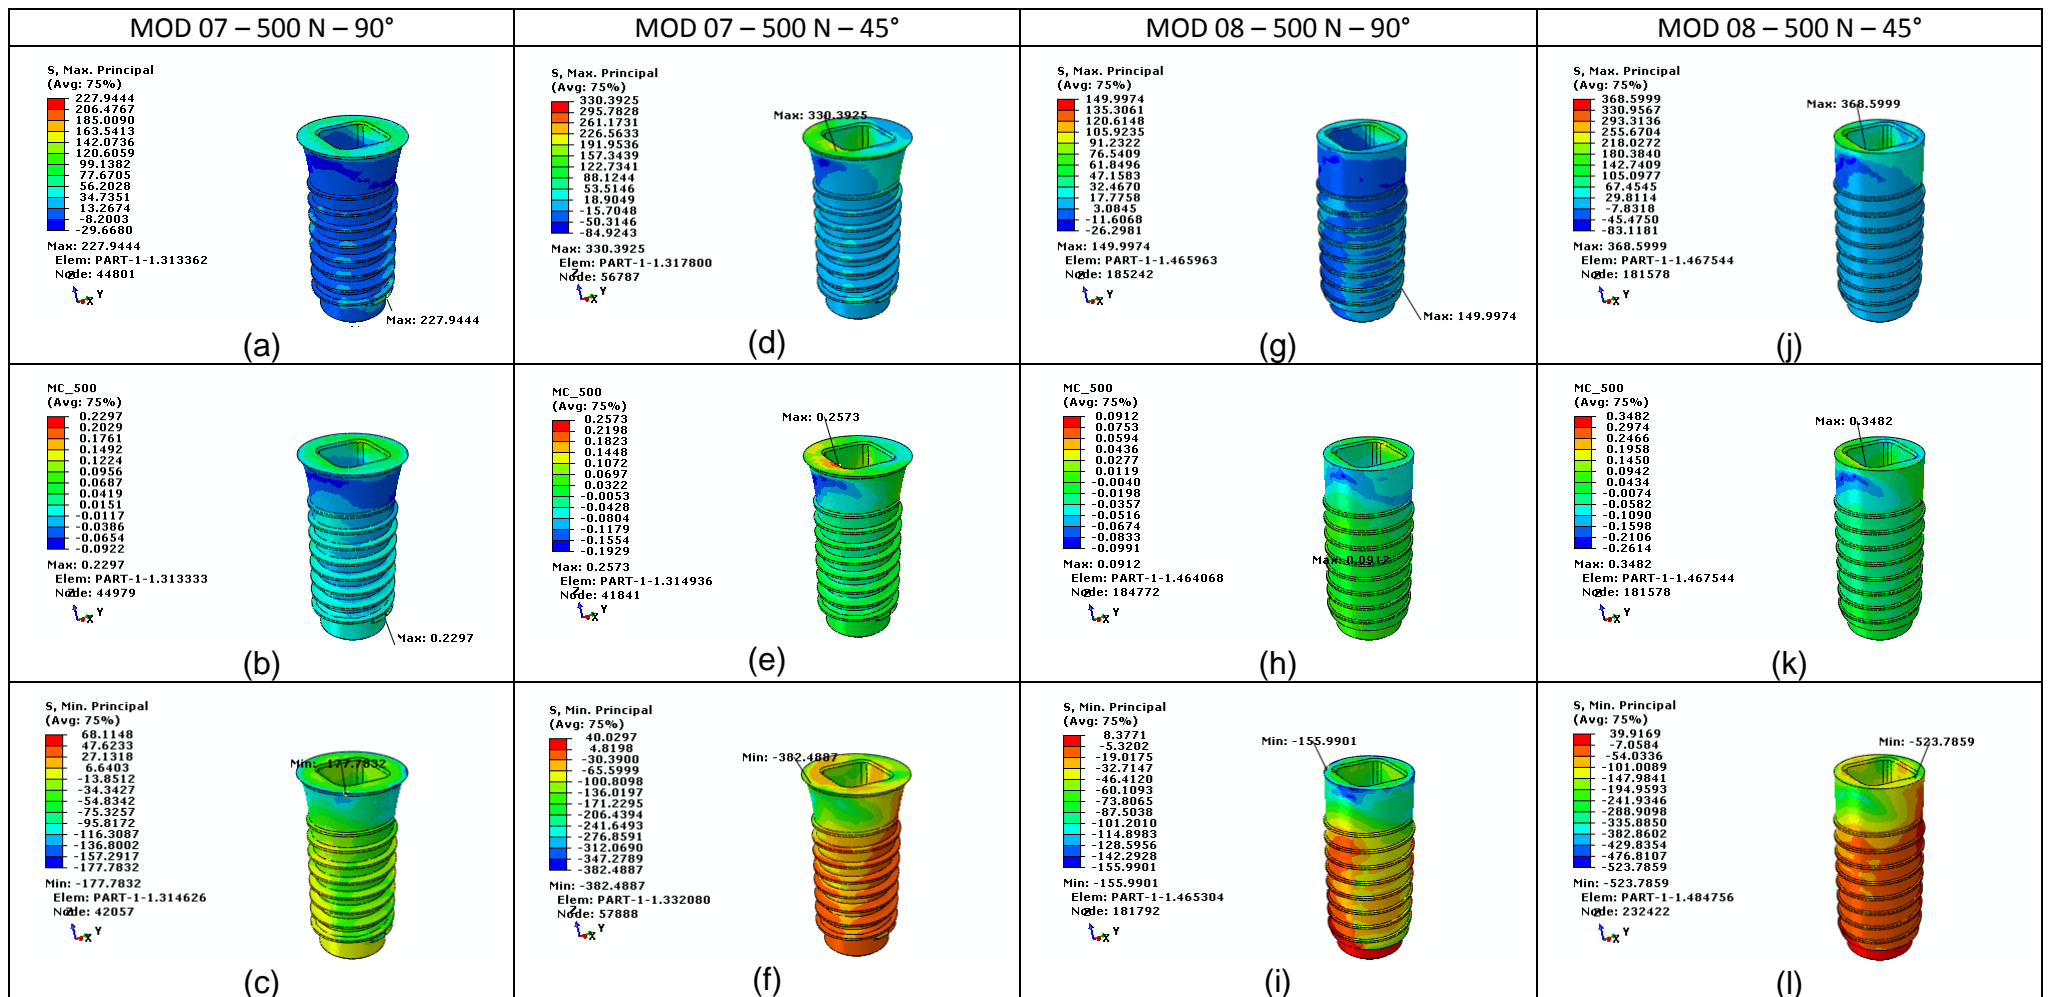 MOD 07 – 500 N – 90°
MOD 07 – 500 N – 45°
MOD 08 – 500 N – 90°
MOD 08 – 500 N – 45°
S, Max. Principal
(Avg: 75%)
227.9444
206.4767
185.0090
163.5413
142.0736
120.6059
99.1382
77.6705
56.2028
34.7351
13.2674
-8.2003
-29.6680
Max: 227.9444
Elem: PART-1-1.313362
Node: 44801
Z
Y
X
Max: 227.9444
(a)
S, Max. Principal
(Avg: 75%)
330.3925
295.7828
261.1731
226.5633
191.9536
157.3439
122.7341
88.1244
53.5146
18.9049
-15.7048
-50.3146
-84.9243
Max: 330.3925
Elem: PART-1-1.317800
Node: 56787
Z
Y
X
Max: 330.3925
(d)
S, Max. Principal
(Avg: 75%)
149.9974
135.3061
120.6148
105.9235
91.2322
76.5409
61.8496
47.1583
32.4670
17.7758
3.0845
-11.6068
-26.2981
Max: 149.9974
Elem: PART-1-1.465963
Node: 185242
Z
Y
X
Max: 149.9974
(g)
S, Max. Principal
(Avg: 75%)
368.5999
330.9567
293.3136
255.6704
218.0272
180.3840
142.7409
105.0977
67.4545
29.8114
-7.8318
-45.4750
-83.1181
Max: 368.5999
Elem: PART-1-1.467544
Node: 181578
Z
Y
X
Max: 368.5999
(j)
MC_500
(Avg: 75%)
0.2297
0.2029
0.1761
0.1492
0.1224
0.0956
0.0687
0.0419
0.0151
-0.0117
-0.0386
-0.0654
-0.0922
Max: 0.2297
Elem: PART-1-1.313333
Node: 44979
Z
Y
X
Max: 0.2297
(b)
MC_500
(Avg: 75%)
0.2573
0.2198
0.1823
0.1448
0.1072
0.0697
0.0322
-0.0053
-0.0428
-0.0804
-0.1179
-0.1554
-0.1929
Max: 0.2573
Elem: PART-1-1.314936
Node: 41841
Z
Y
X
Max: 0.2573
(e)
MC_500
(Avg: 75%)
0.0912
0.0753
0.0594
0.0436
0.0277
0.0119
-0.0040
-0.0198
-0.0357
-0.0516
-0.0674
-0.0833
-0.0991
Max: 0.0912
Elem: PART-1-1.464068
Node: 184772
Z
Y
X
Max: 0.0912
(h)
MC_500
(Avg: 75%)
0.3482
0.2974
0.2466
0.1958
0.1450
0.0942
0.0434
-0.0074
-0.0582
-0.1090
-0.1598
-0.2106
-0.2614
Max: 0.3482
Elem: PART-1-1.467544
Node: 181578
Z
Y
X
Max: 0.3482
(k)
S, Min. Principal
(Avg: 75%)
68.1148
47.6233
27.1318
6.6403
-13.8512
-34.3427
-54.8342
-75.3257
-95.8172
-116.3087
-136.8002
-157.2917
-177.7832
Min: -177.7832
Elem: PART-1-1.314626
Node: 42057
Z
Y
X
Min: -177.7832
(c)
S, Min. Principal
(Avg: 75%)
40.0297
4.8198
-30.3900
-65.5999
-100.8098
-136.0197
-171.2295
-206.4394
-241.6493
-276.8591
-312.0690
-347.2789
-382.4887
Min: -382.4887
Elem: PART-1-1.332080
Node: 57888
Z
Y
X
Min: -382.4887
(f)
S, Min. Principal
(Avg: 75%)
8.3771
-5.3202
-19.0175
-32.7147
-46.4120
-60.1093
-73.8065
-87.5038
-101.2010
-114.8983
-128.5956
-142.2928
-155.9901
Min: -155.9901
Elem: PART-1-1.465304
Node: 181792
Z
Y
X
Min: -155.9901
(i)
S, Min. Principal
(Avg: 75%)
39.9169
-7.0584
-54.0336
-101.0089
-147.9841
-194.9593
-241.9346
-288.9098
-335.8850
-382.8602
-429.8354
-476.8107
-523.7859
Min: -523.7859
Elem: PART-1-1.484756
Node: 232422
Z
Y
X
Min: -523.7859
(l)